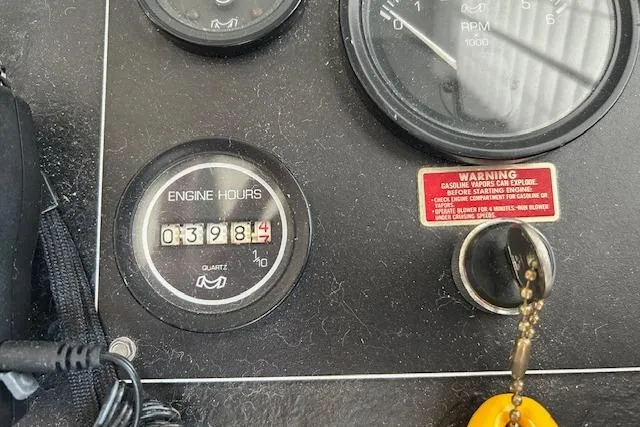 0
1
5
6
RPM
1000
ENGINE HOURS
0398
1/10
QUARTZ
WARNING
GASOLINE VAPORS CAN EXPLODE.
BEFORE STARTING ENGINE:
•CHECK ENGINE COMPARTMENT FOR GASOLINE OR
VAPORS.
•OPERATE BLOWER FOR 4 MINUTES. RUN BLOWER
UNDER CRUISING SPEEDS.